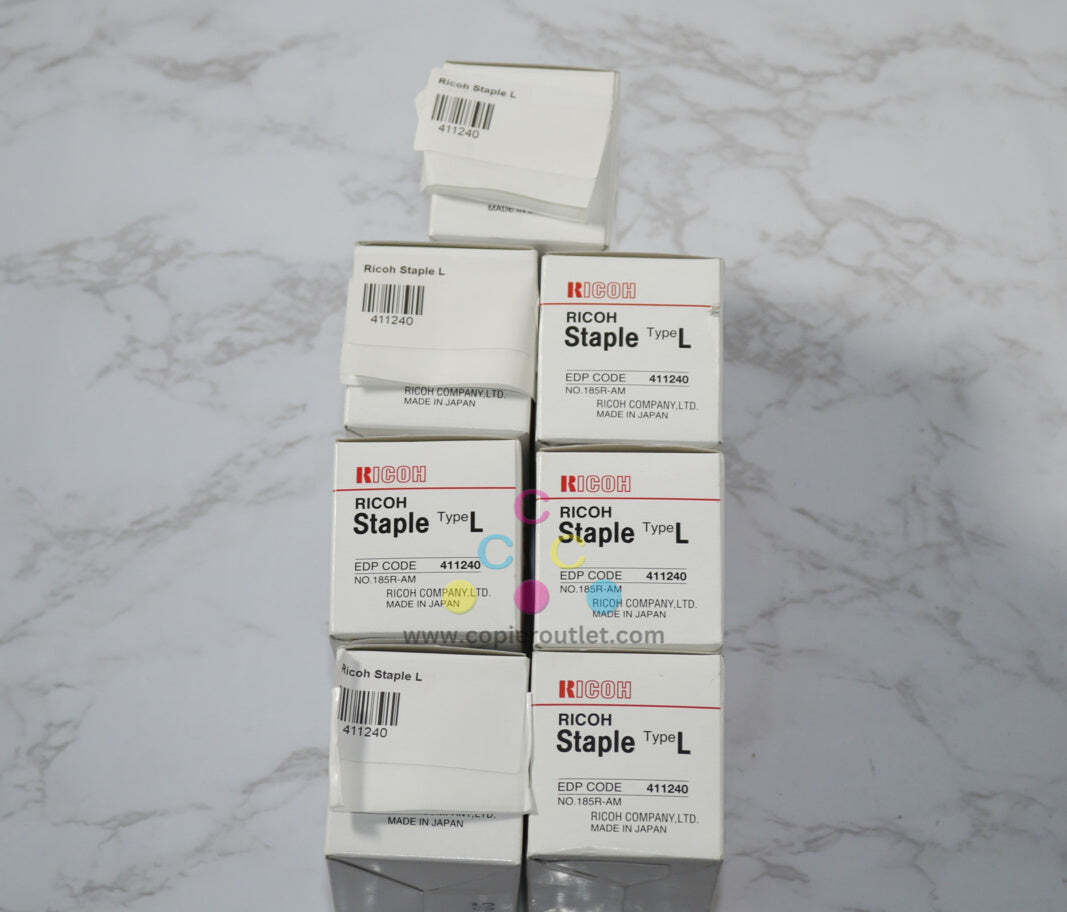 Ricoh Staple L
411240
MADE IN
Ricoh Staple L
411240
RICOH COMPANY,LTD.
MADE IN JAPAN
RICOH
RICOH
Staple Type L
EDP CODE 411240
NO.185R-AM
RICOH COMPANY,LTD.
MADE IN JAPAN
RICOH
RICOH
Staple Type L
EDP CODE 411240
NO.185R-AM
RICOH COMPANY,LTD.
MADE IN JAPAN
RICOH
RICOH
Staple Type L
EDP CODE 411240
NO.185R-AM
RICOH COMPANY,LTD.
MADE IN JAPAN
C
C C
www.copieroutlet.com
Ricoh Staple L
411240
MADE IN JAPAN
RICOH
RICOH
Staple Type L
EDP CODE 411240
NO.185R-AM
RICOH COMPANY,LTD.
MADE IN JAPAN